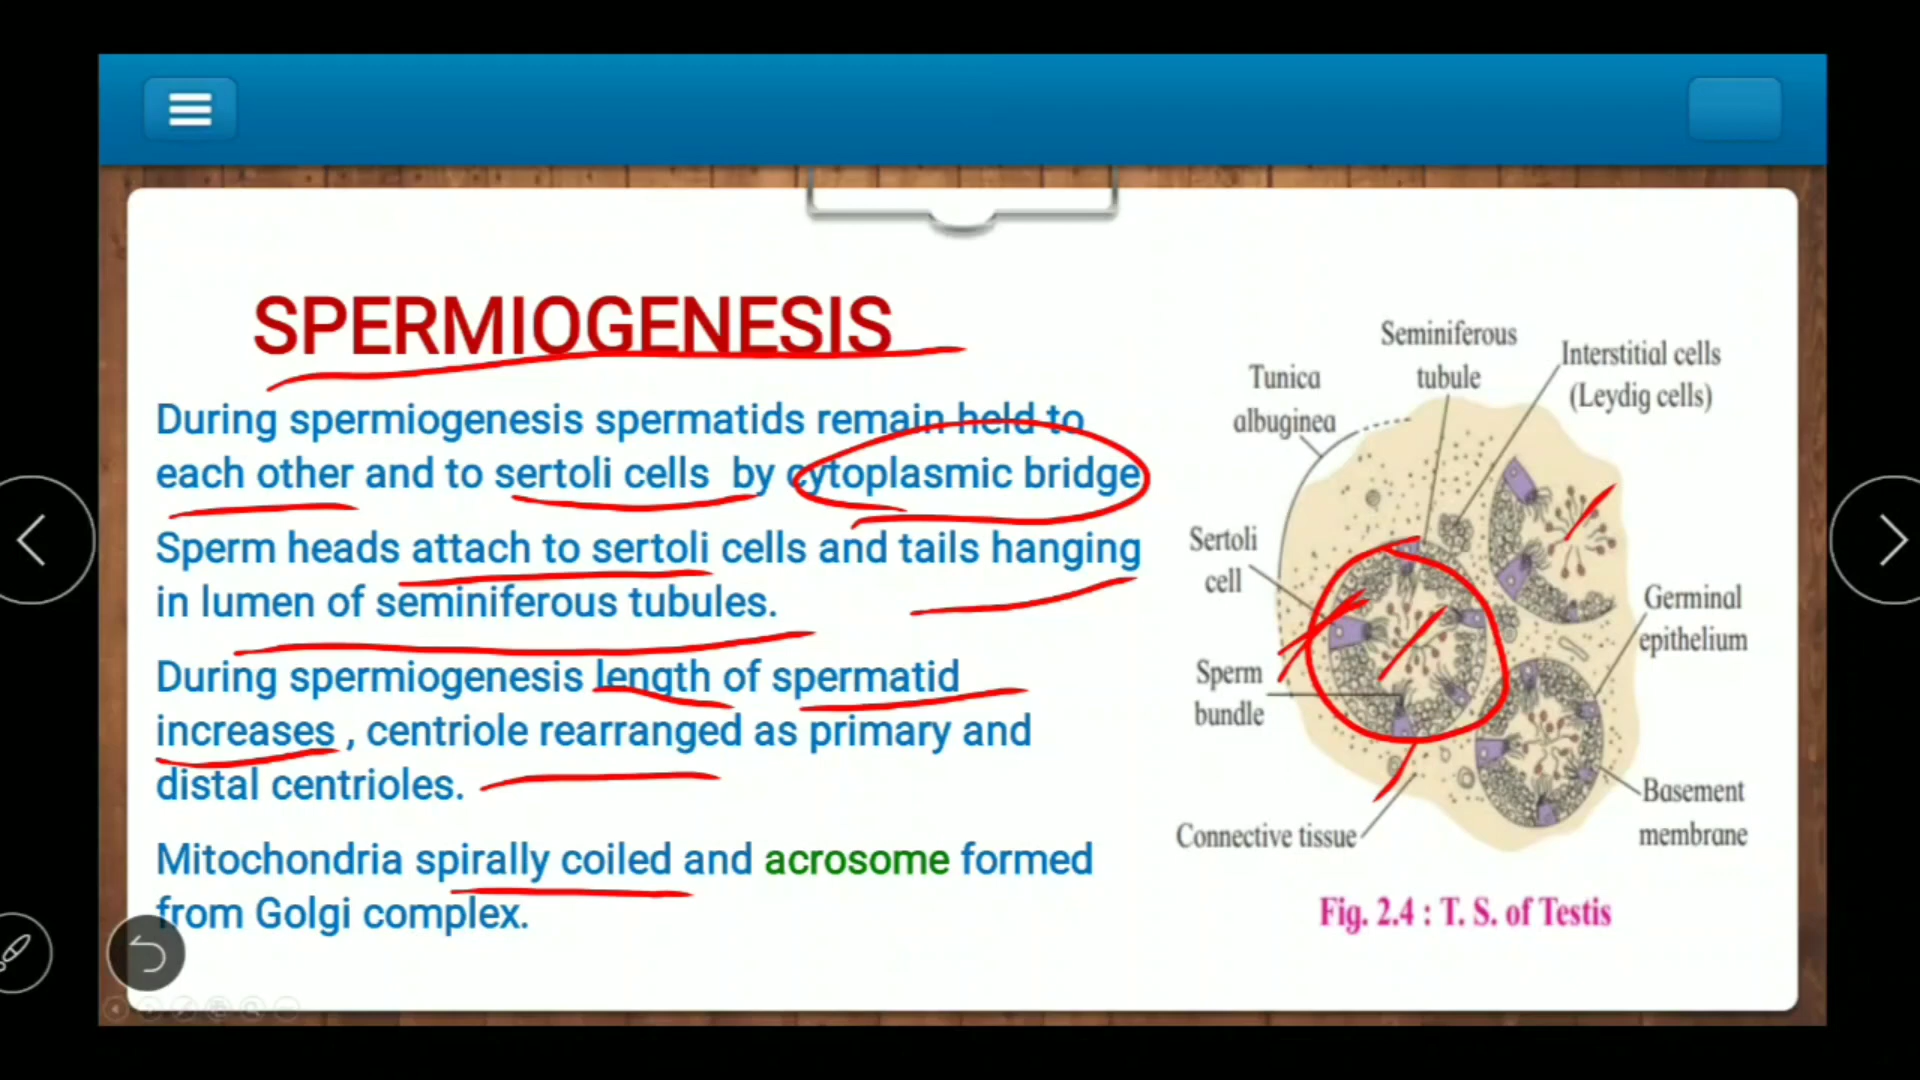 SPERMIOGENESIS
During spermiogenesis spermatids remain held to
each other and to sertoli cells by cytoplasmic bridge
Sperm heads attach to sertoli cells and tails hanging
in lumen of seminiferous tubules.
During spermiogenesis length of spermatid
increases , centriole rearranged as primary and
distal centrioles.
Mitochondria spirally coiled and acrosome formed
from Golgi complex.
Seminiferous
tubule
Interstitial cells
(Leydig cells)
Tunica
albuginea
Sertoli
cell
Germinal
epithelium
Sperm
bundle
Basement
membrane
Connective tissue
Fig. 2.4 : T. S. of Testis